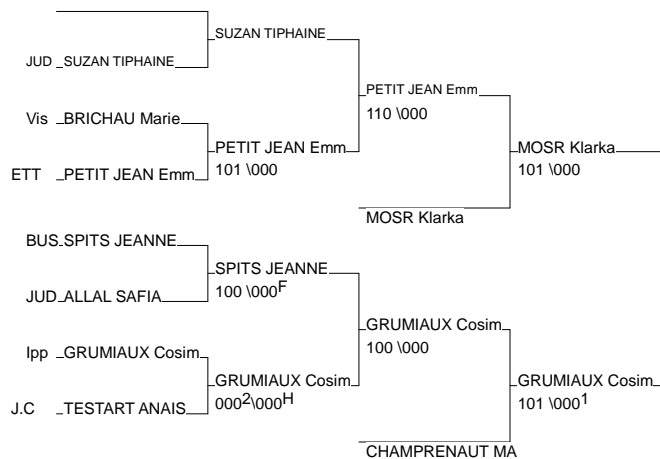 SUZAN TIPHAINE
JUD SUZAN TIPHAINE
PETIT JEAN Emm
110 \000
Vis BRICHAU Marie
PETIT JEAN Emm
101 \000
MOSR Klarka
101 \000
ETT PETIT JEAN Emm
MOSR Klarka
BUS SPITS JEANNE
SPITS JEANNE
100 \000F
JUD ALLAL SAFIA
GRUMIAUX Cosim
100 \000
Ipp GRUMIAUX Cosim
GRUMIAUX Cosim
0002\000H
GRUMIAUX Cosim
101 \0001
J.C TESTART ANAIS
CHAMPRENAUT MA